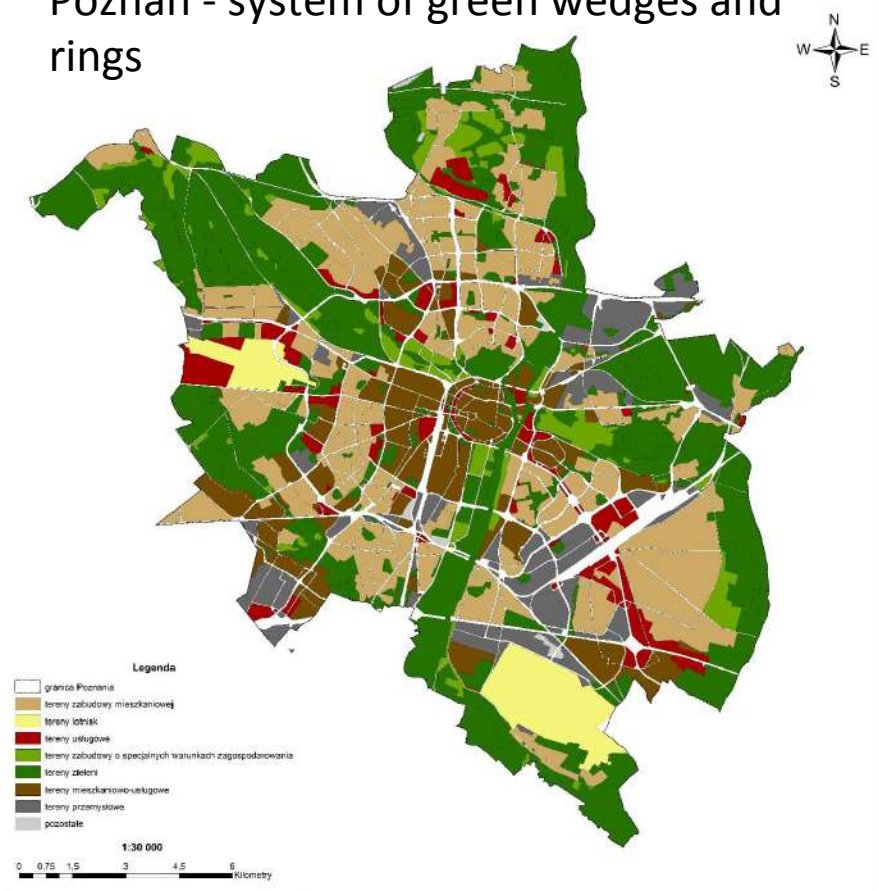 Poznań - system of green wedges and
rings
N
W E
S
Legenda
granica Poznania
tereny zabudowy mieszkaniowej
tereny lotnisk
tereny usługowe
tereny zabudowy o specjalnych warunkach zagospodarowania
tereny zieleni
tereny mieszkaniowo-usługowe
tereny przemysłowe
pozostałe
1:30 000
0 0,75 1,5 3 4,5 6
Kilometry